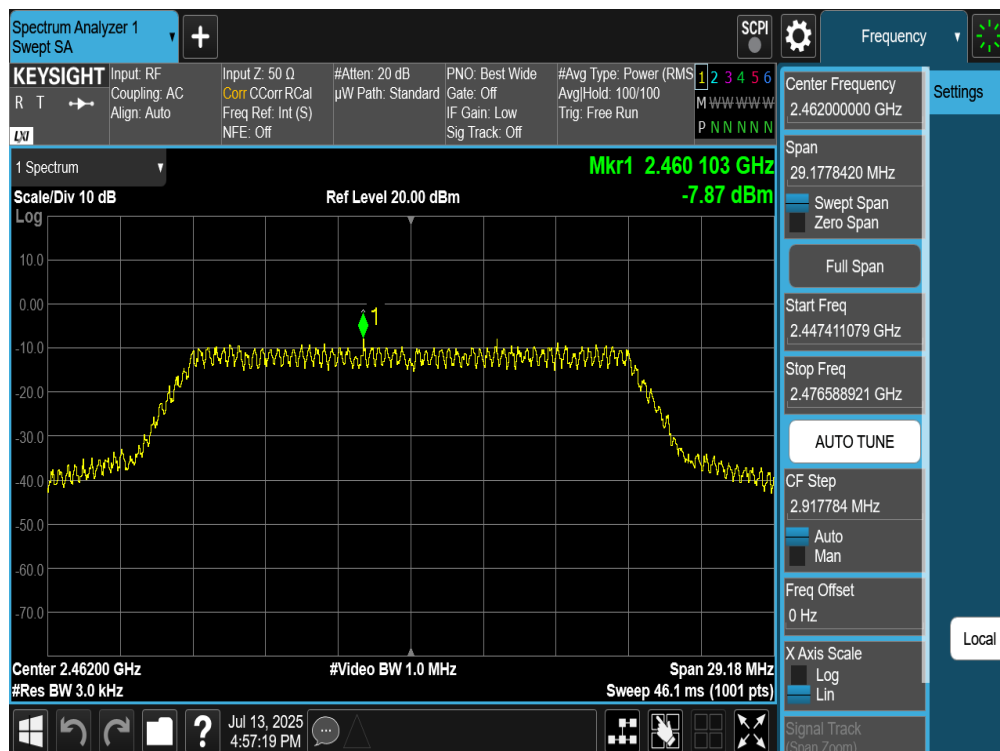 Spectrum Analyzer 1
Swept SA
+
SCPI
Frequency
KEYSIGHT
R T
LXI
Input: RF
Coupling: AC
Align: Auto
Input Z: 50 Ω
Corr CCorr RCal
Freq Ref: Int (S)
NFE: Off
#Atten: 20 dB
µW Path: Standard
PNO: Best Wide
Gate: Off
IF Gain: Low
Sig Track: Off
#Avg Type: Power (RMS
Avg|Hold: 100/100
Trig: Free Run
1 2 3 4 5 6
M W W W W W
P N N N N N
1 Spectrum
Mkr1 2.460 103 GHz
-7.87 dBm
Scale/Div 10 dB
Ref Level 20.00 dBm
Log
10.0
0.00
-10.0
-20.0
-30.0
-40.0
-50.0
-60.0
-70.0
1
Center 2.46200 GHz
#Video BW 1.0 MHz
Span 29.18 MHz
#Res BW 3.0 kHz
Sweep 46.1 ms (1001 pts)
Center Frequency
2.462000000 GHz
Span
29.1778420 MHz
Swept Span
Zero Span
Full Span
Start Freq
2.447411079 GHz
Stop Freq
2.476588921 GHz
AUTO TUNE
CF Step
2.917784 MHz
Auto
Man
Freq Offset
0 Hz
X Axis Scale
Log
Lin
Signal Track
(Span Zoom)
Settings
Local
?
Jul 13, 2025
4:57:19 PM